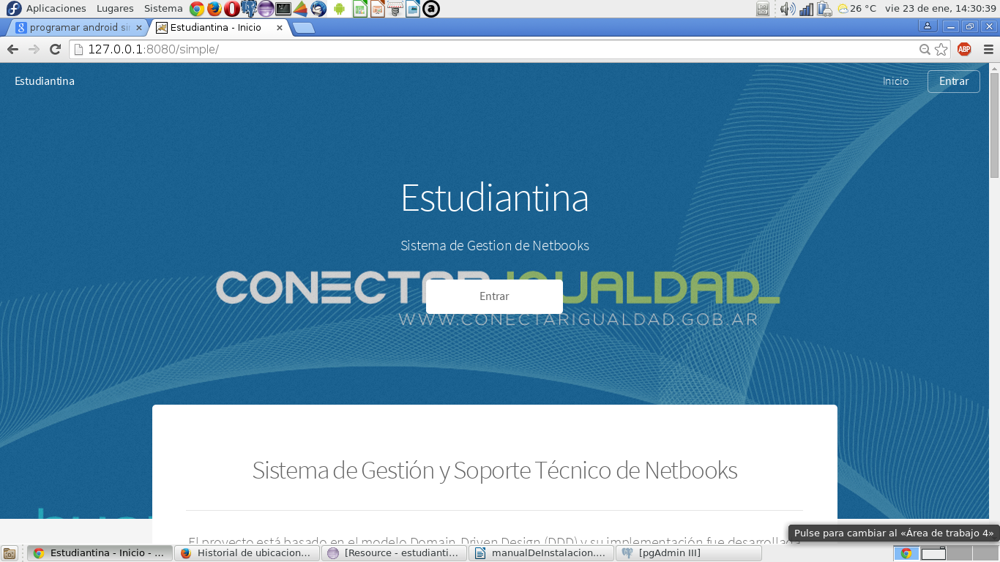 Aplicaciones Lugares Sistema 26 °C vie 23 de ene, 14:30:39
programar android si Estudiantina - Inicio
127.0.0.1:8080/simple/ ABP
Estudiantina Inicio Entrar
Estudiantina
Sistema de Gestion de Netbooks
CONECTAR IGUALDAD_
Entrar
WWW.CONECTARIGUALDAD.GOB.AR
Sistema de Gestión y Soporte Técnico de Netbooks
El proyecto está basado en el modelo Domain Driven Design (DDD) y su implementación fue desarrollada
Pulse para cambiar al «Área de trabajo 4»
Estudiantina - Inicio - ... Historial de ubicacion... [Resource - estudianti... manualDeInstalacion.... [pgAdmin III]